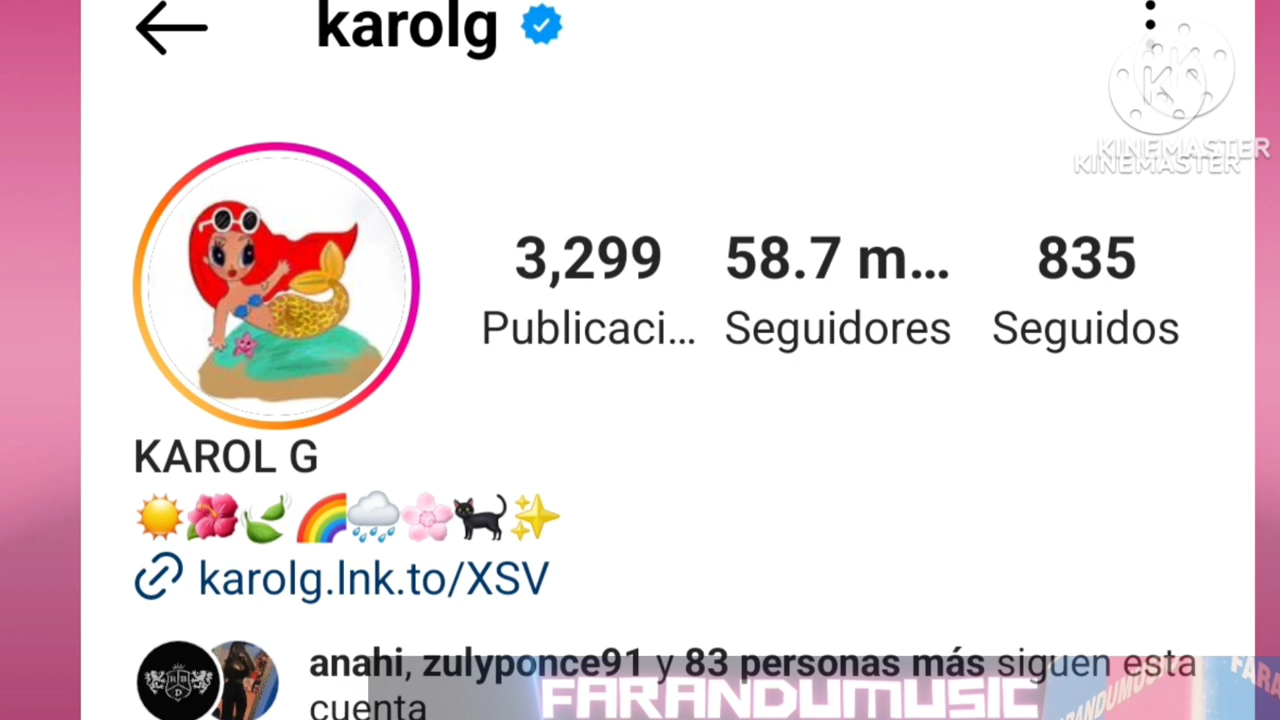 karolg
KINEMASTER
KINEMASTER
3,299
58.7 m...
835
Publicaci...
Seguidores
Seguidos
KAROL G
karolg.lnk.to/XSV
anahi, zulyponce91 y 83 personas más siguen esta
cuenta
FARANDUMUSIC